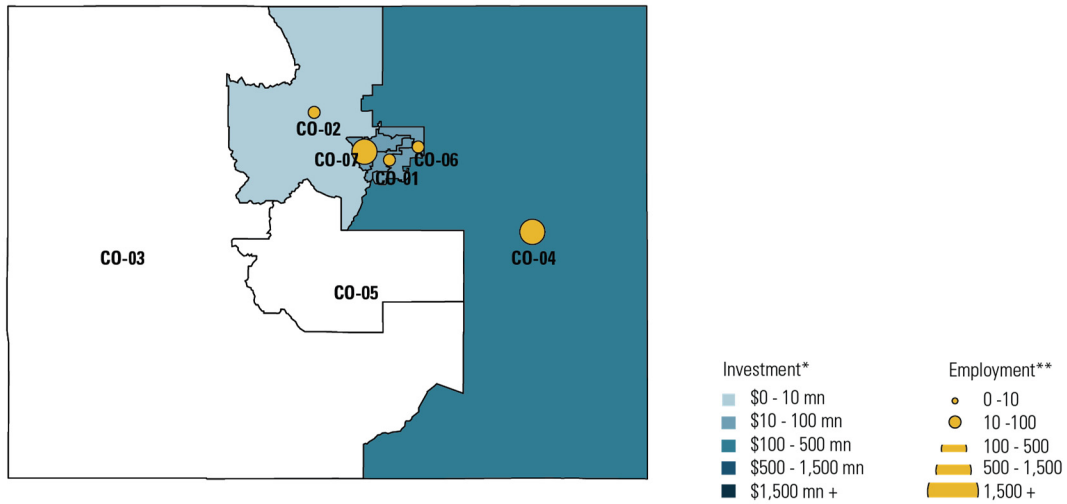 CO-02
CO-07
CO-06
CO-01
CO-03
CO-04
CO-05
Investment*
$0 - 10 mn
$10 - 100 mn
$100 - 500 mn
$500 - 1,500 mn
$1,500 mn +
Employment**
0 -10
10 -100
100 - 500
500 - 1,500
1,500 +